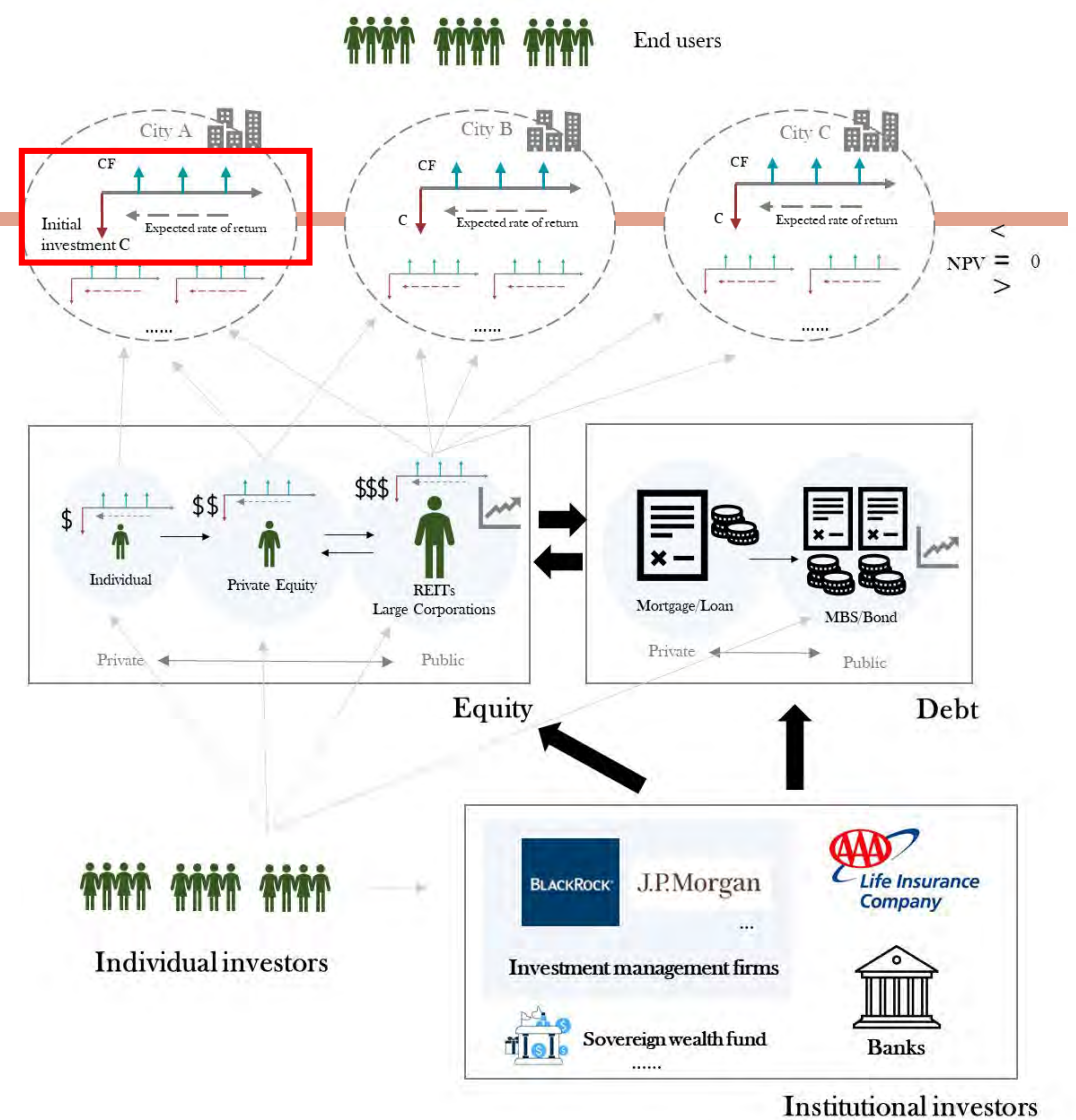 End users
City A
CF
Initial
investment C
Expected rate of return
......
City B
CF
C
Expected rate of return
......
City C
CF
C
Expected rate of return
......
<
NPV = 0
>
$
Individual
$$
Private Equity
$$$
REITs
Large Corporations
Private
Public
Equity
Mortgage/Loan
MBS/Bond
Private
Public
Debt
Individual investors
BLACKROCK®
J.P.Morgan
...
Investment management firms
AAA
Life Insurance
Company
$
$
$
$
Sovereign wealth fund
......
Banks
Institutional investors